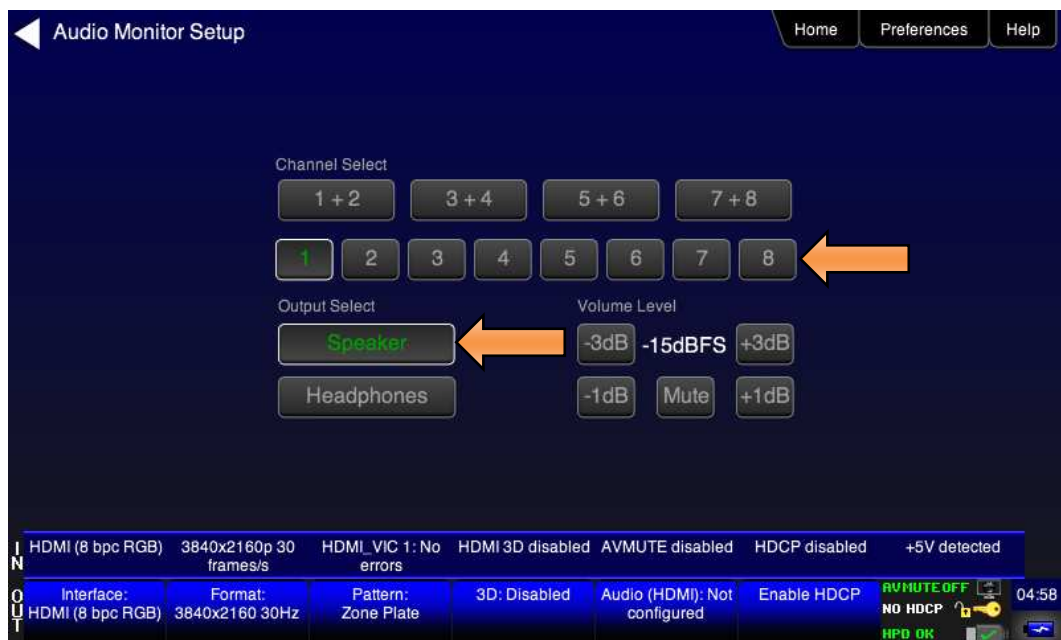 Audio Monitor Setup
Home
Preferences
Help
Channel Select
1 + 2
3 + 4
5 + 6
7 + 8
1
2
3
4
5
6
7
8
Output Select
Volume Level
Speaker
-3dB
-15dBFS
+3dB
Headphones
-1dB
Mute
+1dB
IN
HDMI (8 bpc RGB)
3840x2160p 30
frames/s
HDMI_VIC 1: No
errors
HDMI 3D disabled
AVMUTE disabled
HDCP disabled
+5V detected
OUT
Interface:
HDMI (8 bpc RGB)
Format:
3840x2160 30Hz
Pattern:
Zone Plate
3D: Disabled
Audio (HDMI): Not
configured
Enable HDCP
AVMUTE OFF
NO HDCP
HPD OK
04:58